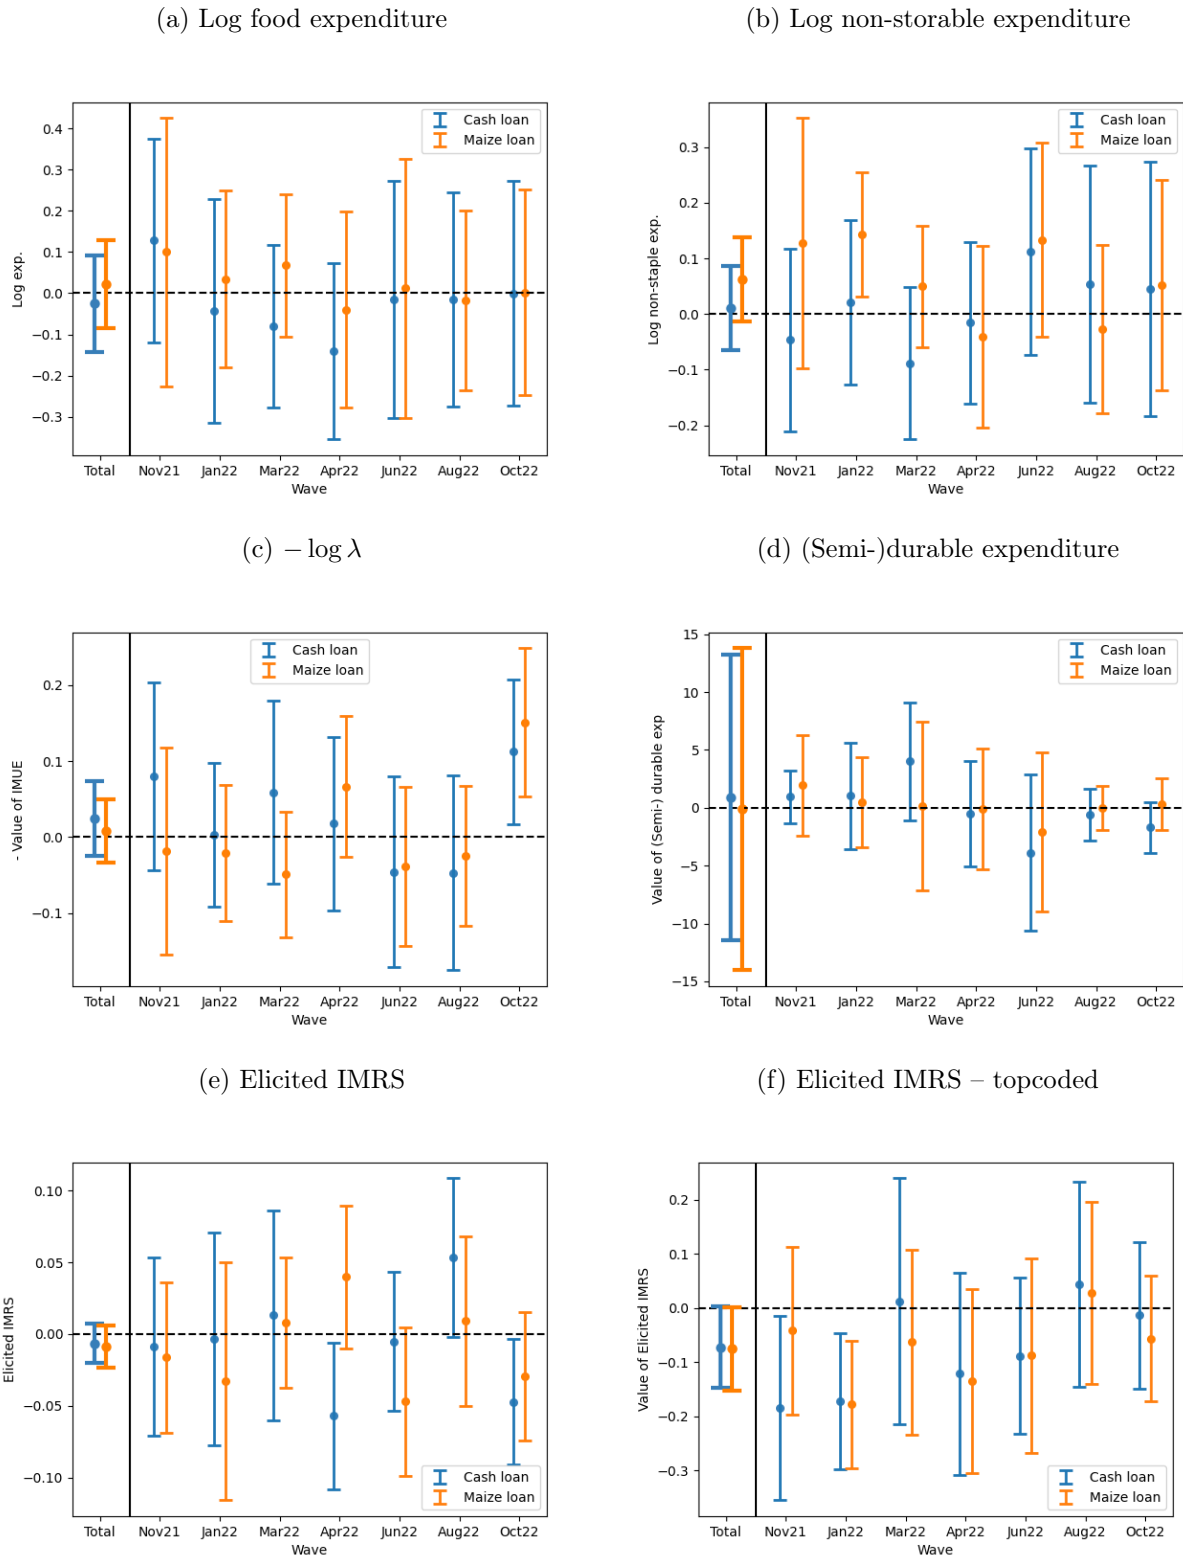 (a) Log food expenditure
(b) Log non-storable expenditure
Cash loan
Maize loan
0.4
0.3
0.2
0.1
0.0
−0.1
−0.2
−0.3
Log exp.
Total Nov21 Jan22 Mar22 Apr22 Jun22 Aug22 Oct22
Wave
Cash loan
Maize loan
0.3
0.2
0.1
0.0
−0.1
−0.2
Log non-staple exp.
Total Nov21 Jan22 Mar22 Apr22 Jun22 Aug22 Oct22
Wave
(c) − log λ
(d) (Semi-)durable expenditure
Cash loan
Maize loan
0.2
0.1
0.0
−0.1
- Value of IMUE
Total Nov21 Jan22 Mar22 Apr22 Jun22 Aug22 Oct22
Wave
Cash loan
Maize loan
15
10
5
0
−5
−10
−15
Value of (Semi-) durable exp
Total Nov21 Jan22 Mar22 Apr22 Jun22 Aug22 Oct22
Wave
(e) Elicited IMRS
(f) Elicited IMRS – topcoded
0.10
0.05
0.00
−0.05
−0.10
Elicited IMRS
Cash loan
Maize loan
Total Nov21 Jan22 Mar22 Apr22 Jun22 Aug22 Oct22
Wave
0.2
0.1
0.0
−0.1
−0.2
−0.3
Value of Elicited IMRS
Cash loan
Maize loan
Total Nov21 Jan22 Mar22 Apr22 Jun22 Aug22 Oct22
Wave